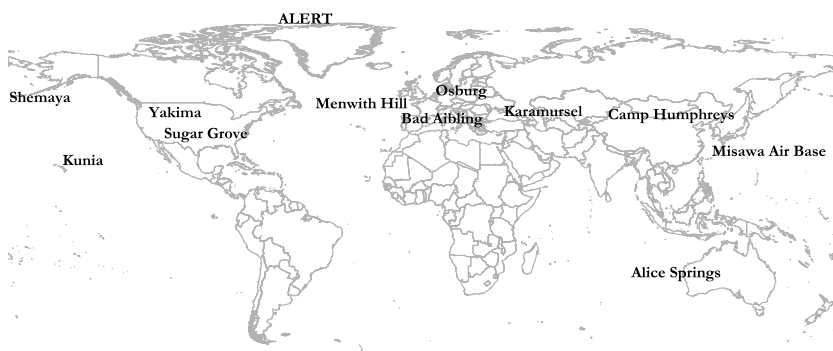 ALERT
Shemaya
Yakima
Menwith Hill
Osburg
Karamursel
Camp Humphreys
Bad Aibling
Sugar Grove
Misawa Air Base
Kunia
Alice Springs